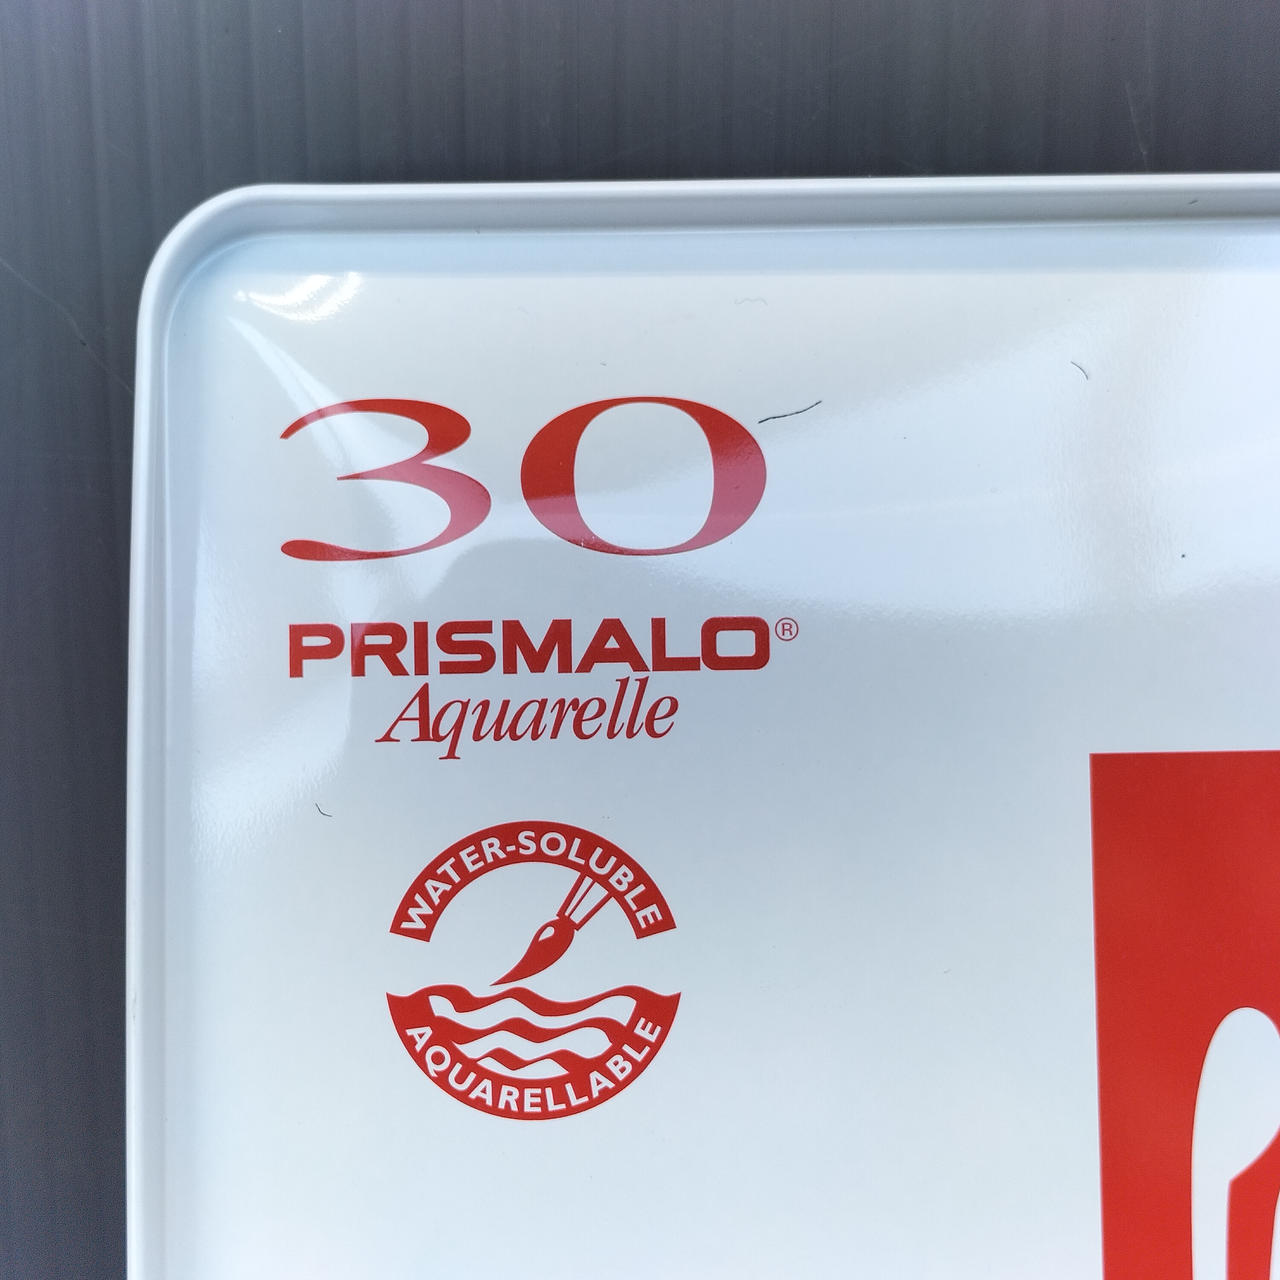 30
PRISMALO®
Aquarelle
WATER-SOLUBLE
AQUARELLABLE